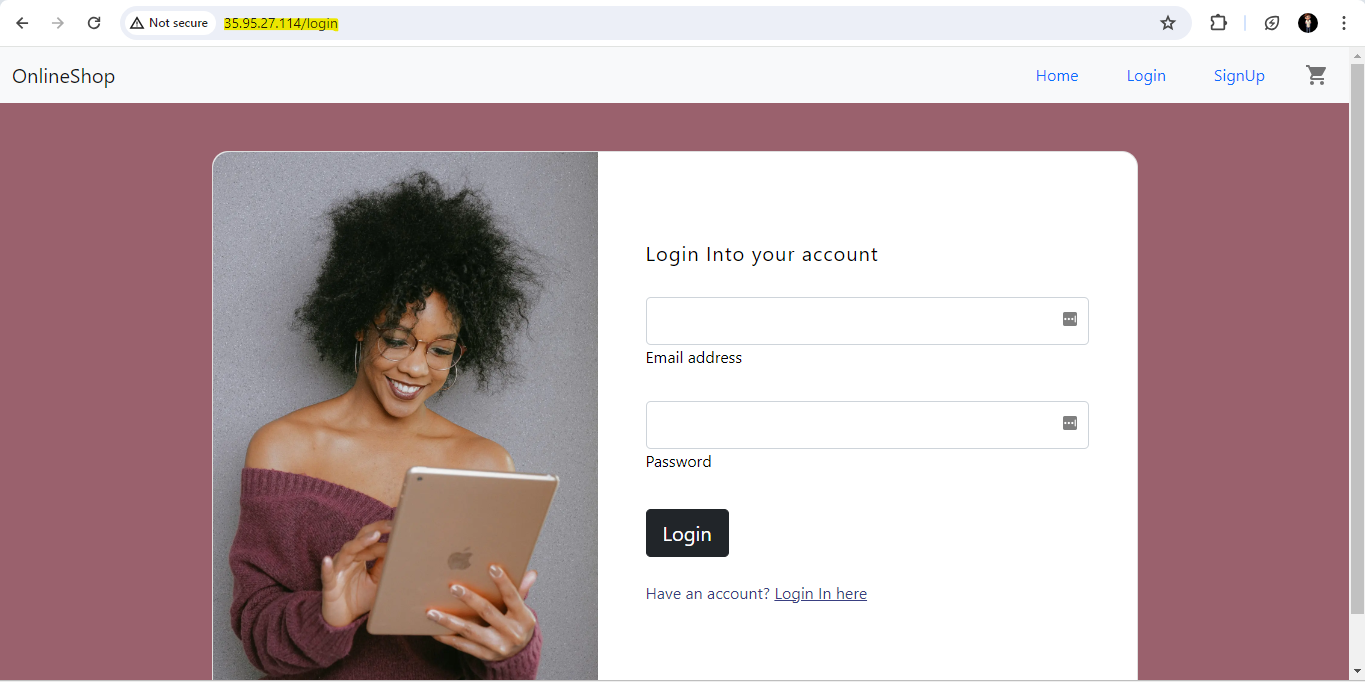 Not secure 35.95.27.114/login
OnlineShop Home Login SignUp
Login Into your account
Email address
Password
Login
Have an account? Login In here